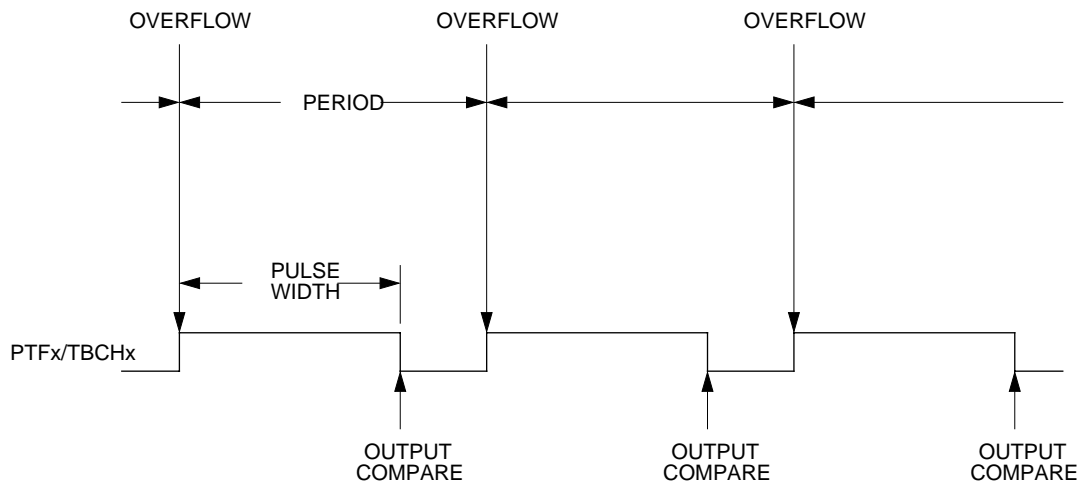 OVERFLOW
OVERFLOW
OVERFLOW
PERIOD
PULSE
WIDTH
PTFx/TBCHx
OUTPUT
COMPARE
OUTPUT
COMPARE
OUTPUT
COMPARE